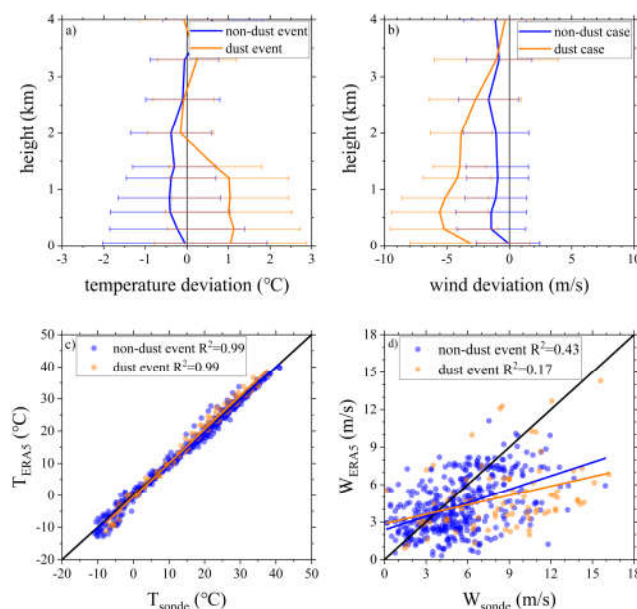 a)
non-dust event
dust event
height (km)
4
3
2
1
0
-3 -2 -1 0 1 2 3
temperature deviation (℃)
b)
non-dust case
dust case
height (km)
4
3
2
1
0
-10 -5 0 5 10
wind deviation (m/s)
c)
non-dust event R²=0.99
dust event R²=0.99
T_ERA5 (℃)
50
40
30
20
10
0
-10
-20
-20 -10 0 10 20 30 40 50
T_sonde (℃)
d)
non-dust event R²=0.43
dust event R²=0.17
W_ERA5 (m/s)
18
15
12
9
6
3
0
0 3 6 9 12 15 18
W_sonde (m/s)